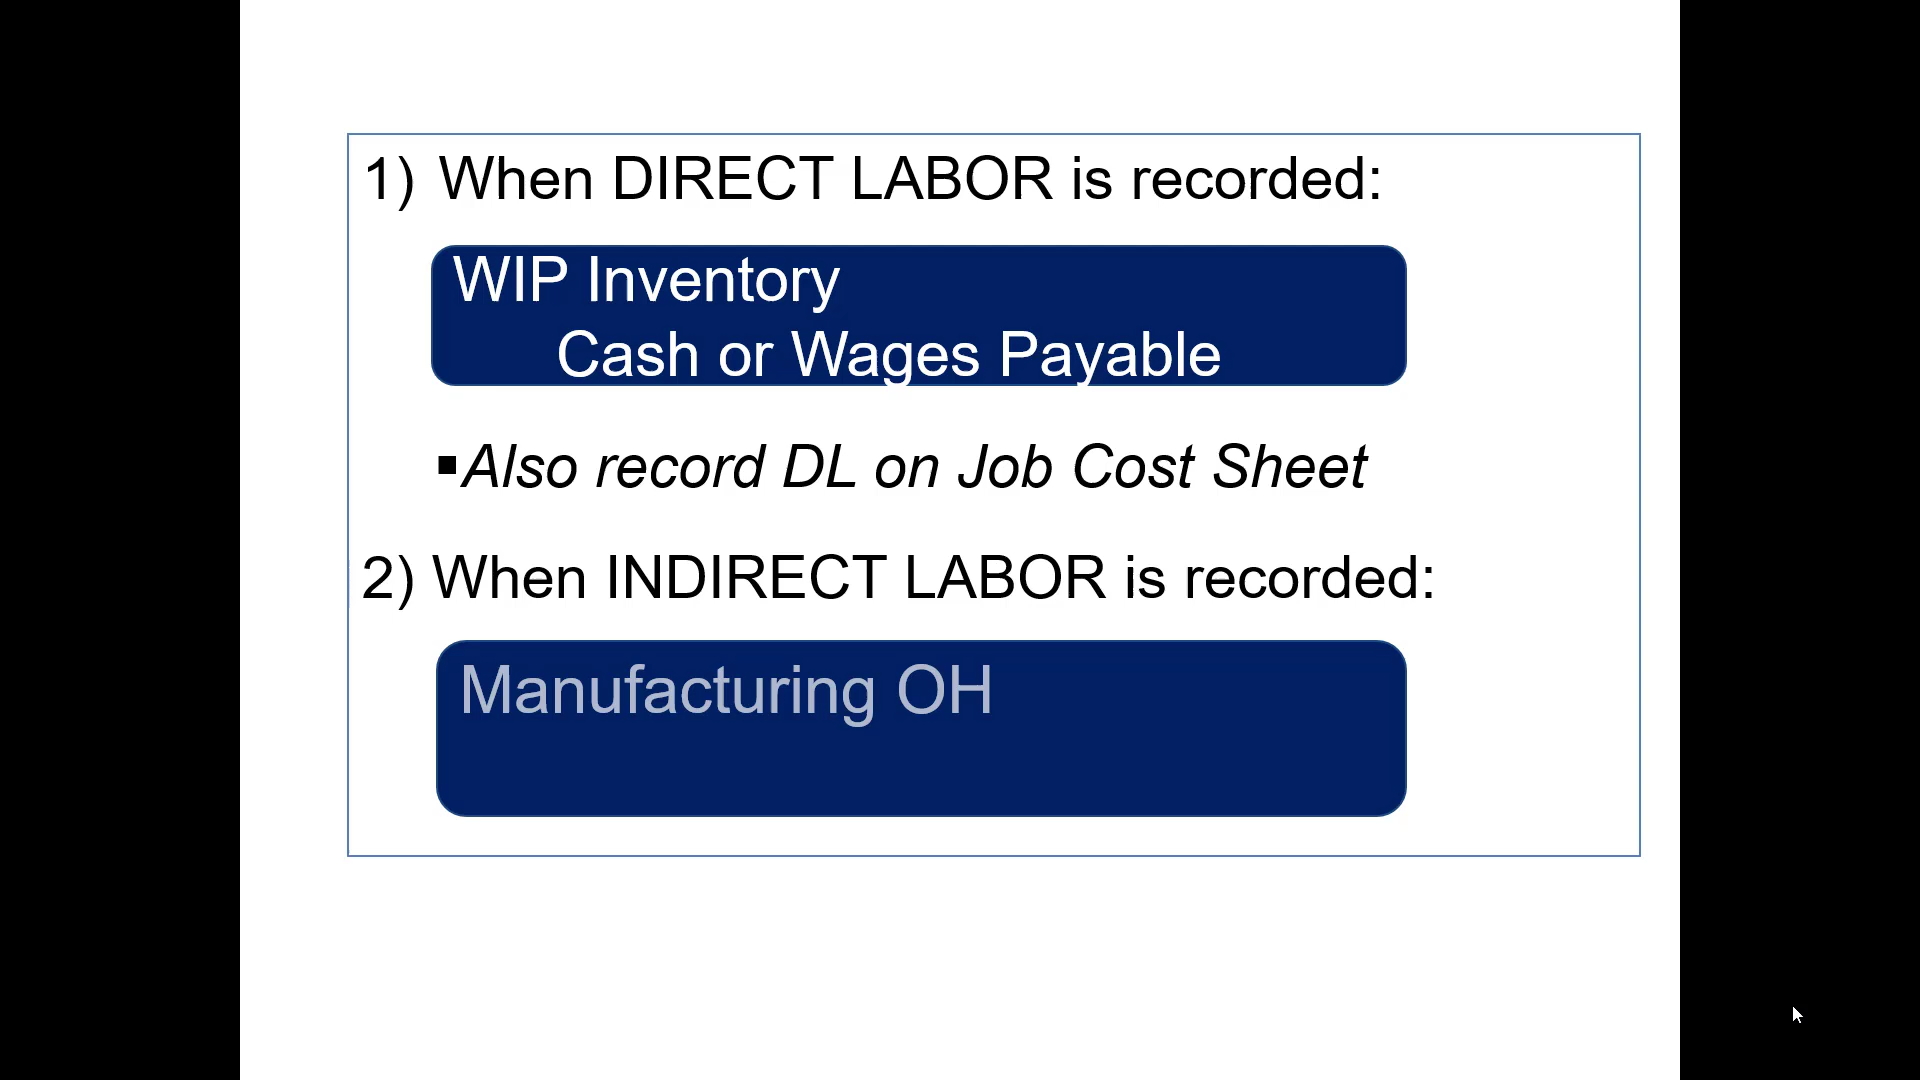 1) When DIRECT LABOR is recorded:
WIP Inventory
Cash or Wages Payable
▪Also record DL on Job Cost Sheet
2) When INDIRECT LABOR is recorded:
Manufacturing OH